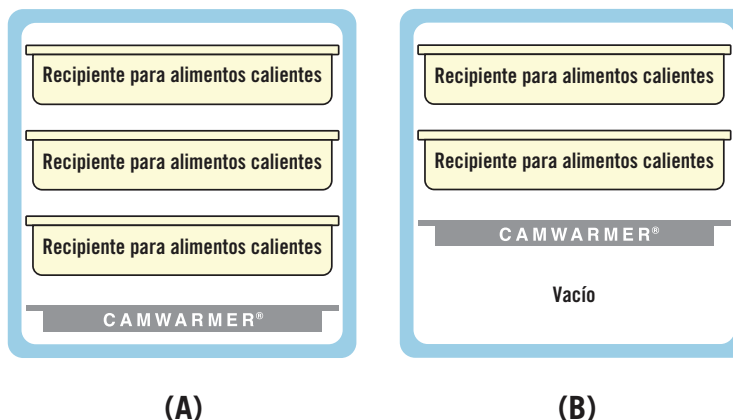 Recipiente para alimentos calientes
Recipiente para alimentos calientes
Recipiente para alimentos calientes
CAMWARMER®
(A)
Recipiente para alimentos calientes
Recipiente para alimentos calientes
CAMWARMER®
Vacío
(B)